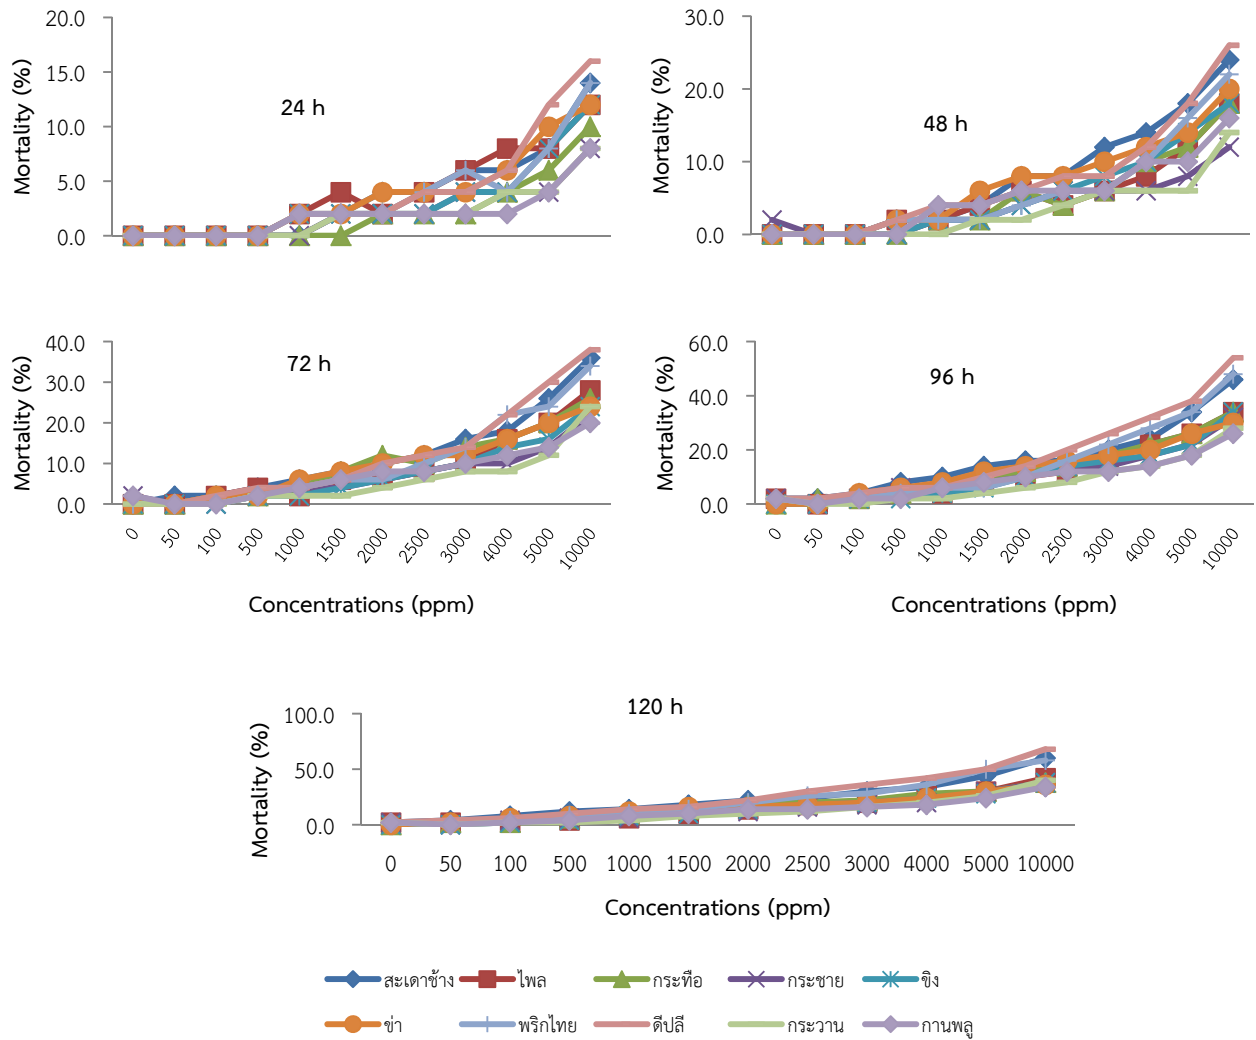 20.0
15.0
10.0
5.0
0.0
Mortality (%)
24 h
30.0
20.0
10.0
0.0
Mortality (%)
48 h
40.0
30.0
20.0
10.0
0.0
Mortality (%)
72 h
0 50 100 500 1000 1500 2000 2500 3000 4000 5000 10000
Concentrations (ppm)
60.0
40.0
20.0
0.0
Mortality (%)
96 h
0 50 100 500 1000 1500 2000 2500 3000 4000 5000 10000
Concentrations (ppm)
120 h
100.0
50.0
0.0
Mortality (%)
0 50 100 500 1000 1500 2000 2500 3000 4000 5000 10000
Concentrations (ppm)
สะเดาช้าง ไพล กระทือ กระชาย ขิง
ข่า พริกไทย ดีปลี กระวาน กานพลู